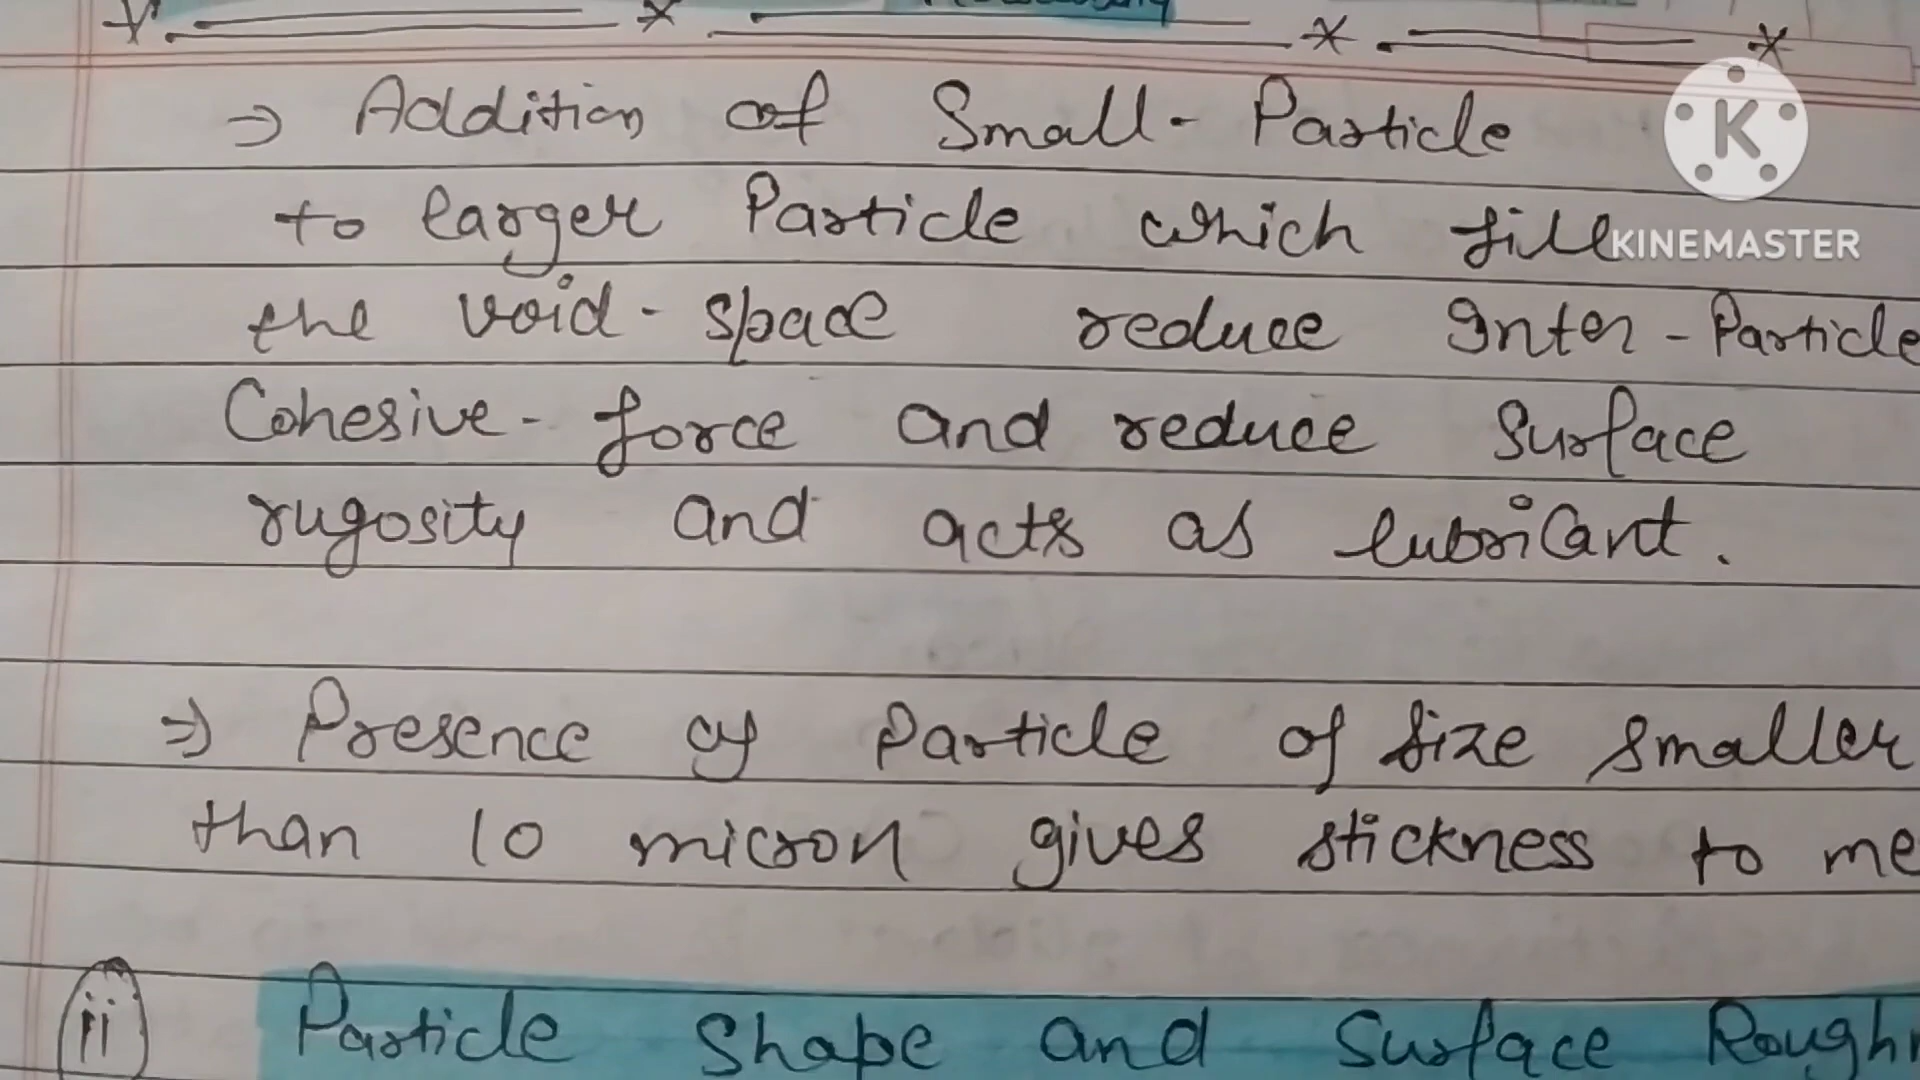 ⇒ Addition of Small- Particle
to larger Particle which fill
the void- space reduce Inter - Particle
Cohesive- force and reduce Surface
rugosity and acts as lubricant.
⇒ Presence of Particle of size smaller
than 10 micron gives stickness to me
ii Particle Shape and Surface Roughn
K
KINEMASTER